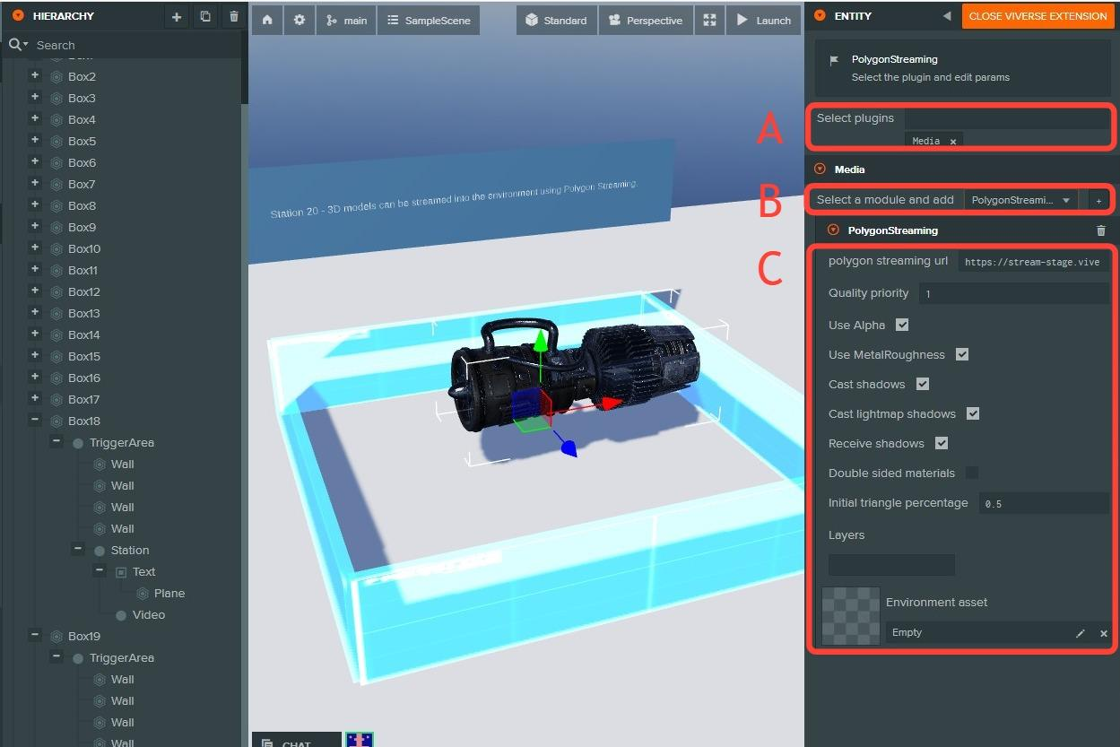 HIERARCHY
Search
Box2
Box3
Box4
Box5
Box6
Box7
Box8
Box9
Box10
Box11
Box12
Box13
Box14
Box15
Box16
Box17
Box18
TriggerArea
Wall
Wall
Wall
Wall
Station
Text
Plane
Video
Box19
TriggerArea
Wall
Wall
Wall
Wall
main
SampleScene
Standard
Perspective
Launch
Station 20 - 3D models can be streamed into the environment using Polygon Streaming.
CHAT
A
B
C
ENTITY
CLOSE VIVERSE EXTENSION
PolygonStreaming
Select the plugin and edit params
Select plugins
Media x
Media
Select a module and add PolygonStreami... +
PolygonStreaming
polygon streaming url https://stream-stage.vive
Quality priority 1
Use Alpha
Use MetalRoughness
Cast shadows
Cast lightmap shadows
Receive shadows
Double sided materials
Initial triangle percentage 0.5
Layers
Environment asset
Empty